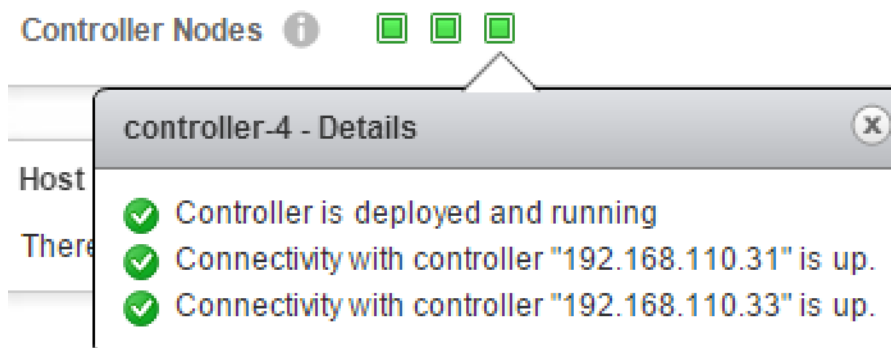 Controller Nodes
controller-4 - Details
Host
Controller is deployed and running
There
Connectivity with controller "192.168.110.31" is up.
Connectivity with controller "192.168.110.33" is up.